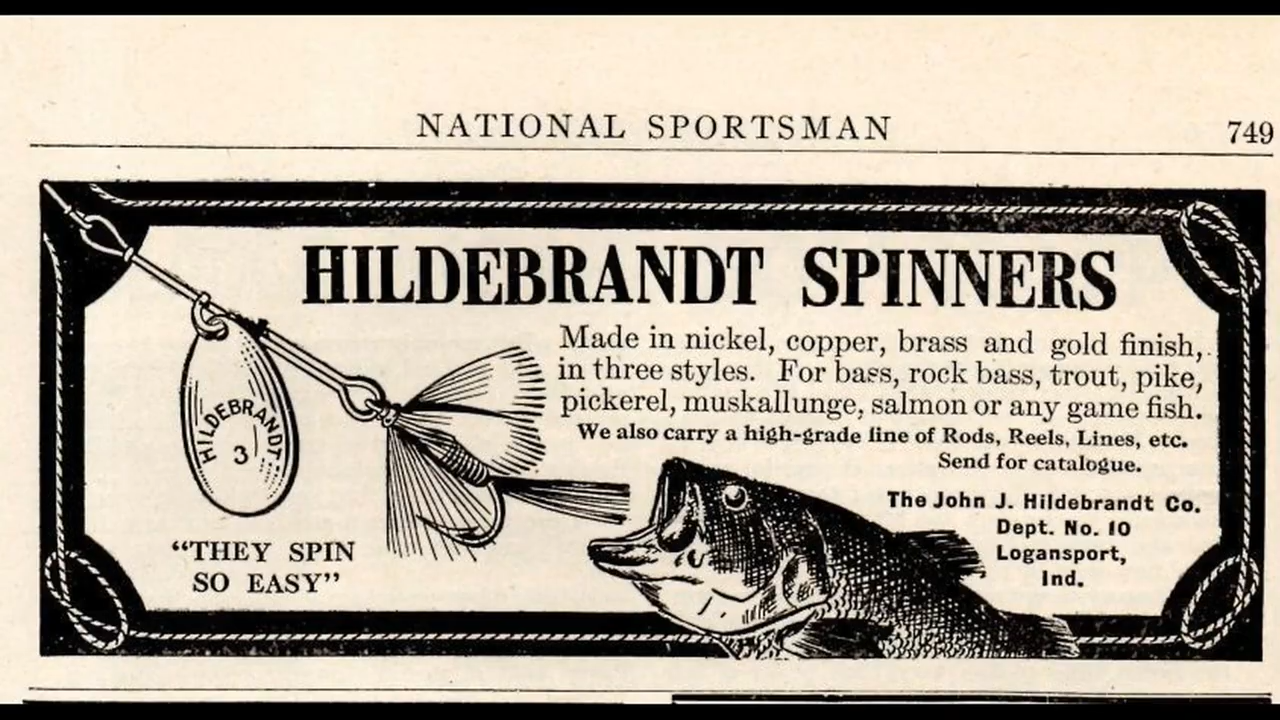 NATIONAL SPORTSMAN 749
HILDEBRANDT SPINNERS
Made in nickel, copper, brass and gold finish,
in three styles. For bass, rock bass, trout, pike,
pickerel, muskallunge, salmon or any game fish.
We also carry a high-grade line of Rods, Reels, Lines, etc.
Send for catalogue.
The John J. Hildebrandt Co.
Dept. No. 10
Logansport,
Ind.
HILDEBRANDT
3
"THEY SPIN
SO EASY"